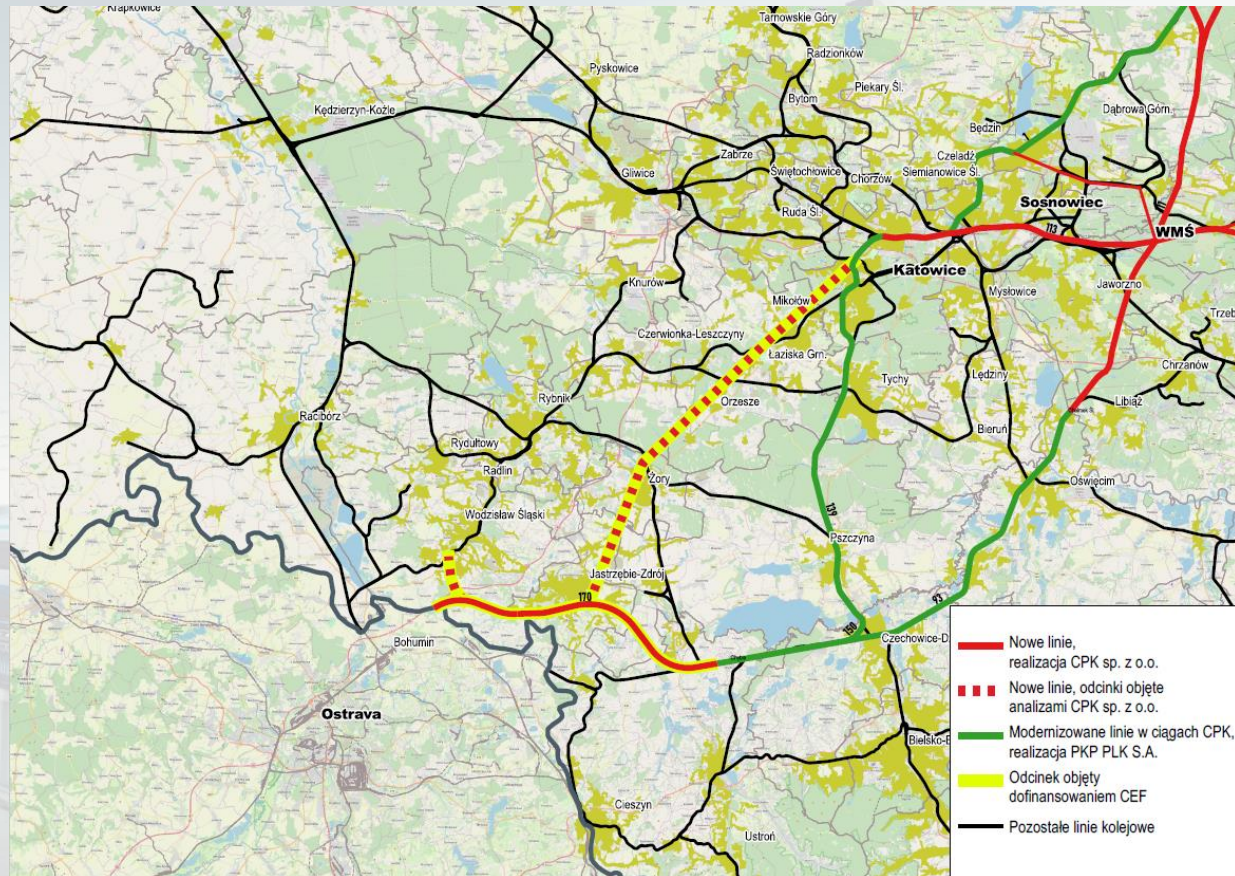 Krapkowice
Tarnowskie Góry
Radzionków
Pyskowice
Piekary Śl.
Bytom
Kędzierzyn-Koźle
Dąbrowa Górn.
Będzin
Czeladź
Zabrze
Siemianowice Śl.
Świętochłowice
Chorzów
Gliwice
Ruda Śl.
Sosnowiec
113
WMŚ
Katowice
Knurów
Jaworzno
Mysłowice
Mikołów
Trzeb
Czerwionka-Leszczyny
Łaziska Grn.
Chrzanów
Tychy
Lędziny
Libiąż
Orzesze
Rybnik
Racibórz
Bieruń
Rydułtowy
Radlin
Żory
Oświęcim
Wodzisław Śląski
139
Pszczyna
Jastrzębie-Zdrój
170
93
150
Czechowice-D.
Bohumin
Ostrava
Bielsko-B
Cieszyn
Ustroń
Nowe linie,
realizacja CPK sp. z o.o.
Nowe linie, odcinki objęte
analizami CPK sp. z o.o.
Modernizowane linie w ciągach CPK,
realizacja PKP PLK S.A.
Odcinek objęty
dofinansowaniem CEF
Pozostałe linie kolejowe